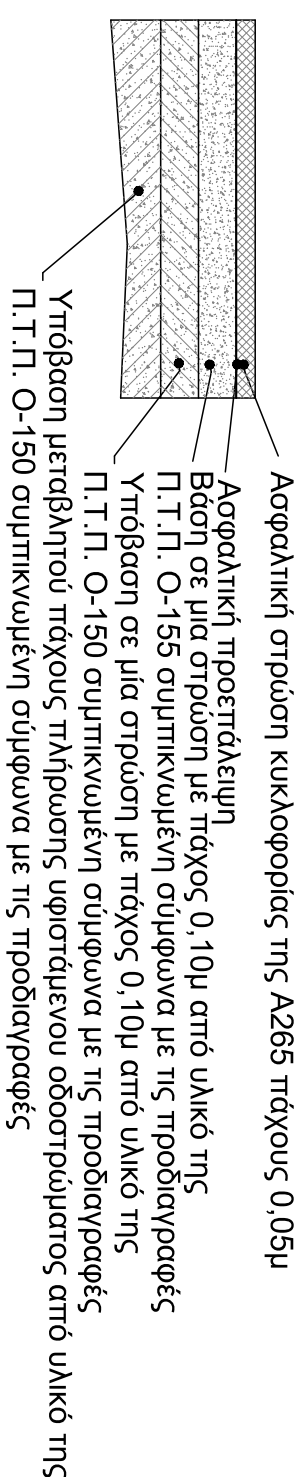 Ασφαλτική στρώση κυκλοφορίας της Α265 πάχους 0,05μ
Ασφαλτική προεπάλειψη
Βάση σε μία στρώση με πάχος 0,10μ από υλικό της
Π.Τ.Π. Ο-155 συμπικνωμένη σύμφωνα με τις προδιαγραφές
Υπόβαση σε μία στρώση με πάχος 0,10μ από υλικό της
Π.Τ.Π. Ο-150 συμπικνωμένη σύμφωνα με τις προδιαγραφές
Υπόβαση μεταβλητού πάχους πλήρωσης υφιστάμενου οδοστρώματος από υλικό της
Π.Τ.Π. Ο-150 συμπικνωμένη σύμφωνα με τις προδιαγραφές